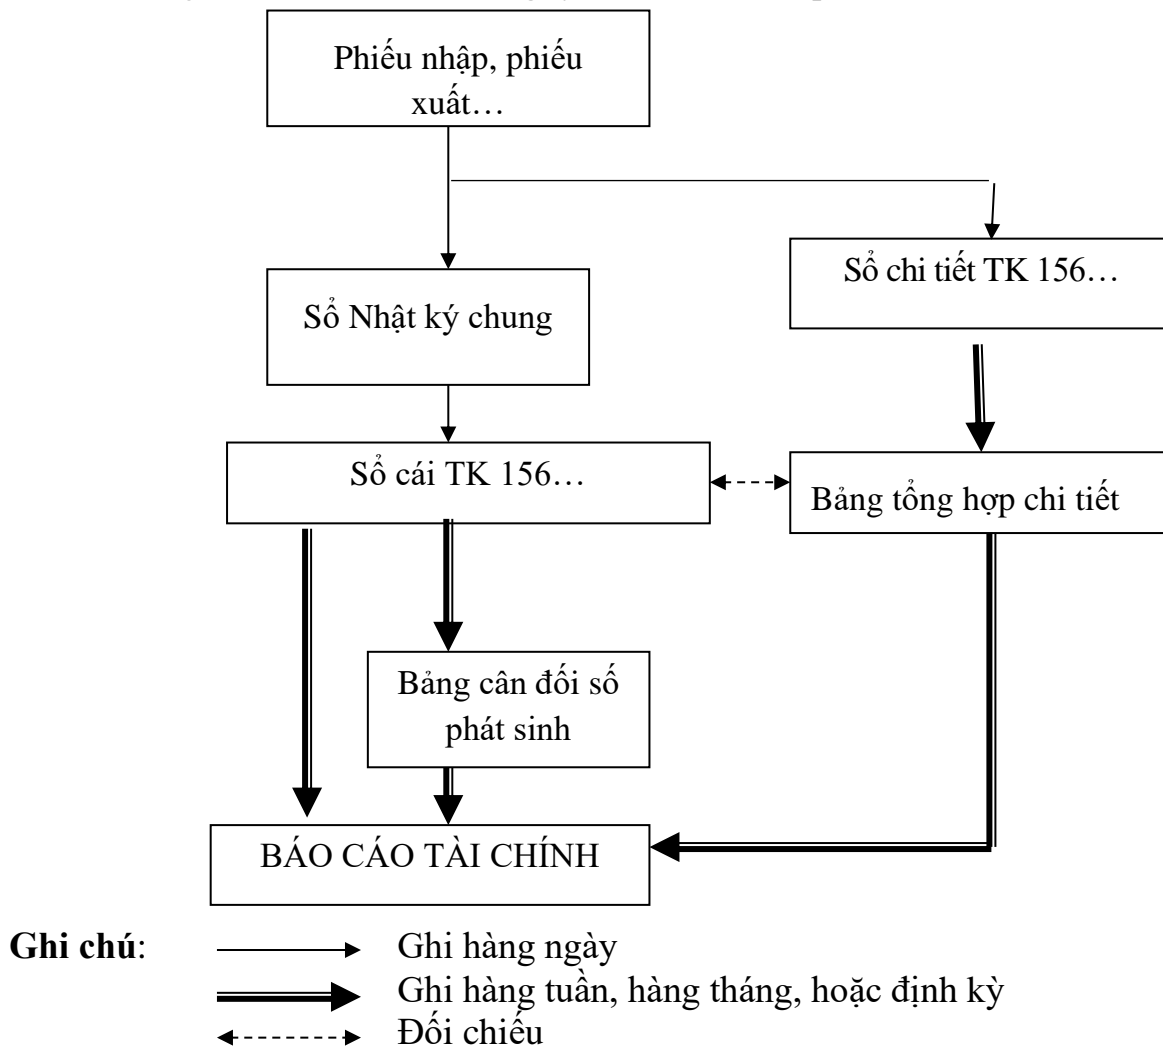 Phiếu nhập, phiếu
xuất…
Sổ chi tiết TK 156…
Sổ Nhật ký chung
Sổ cái TK 156…
Bảng tổng hợp chi tiết
Bảng cân đối số
phát sinh
BÁO CÁO TÀI CHÍNH
Ghi chú:
Ghi hàng ngày
Ghi hàng tuần, hàng tháng, hoặc định kỳ
Đối chiếu